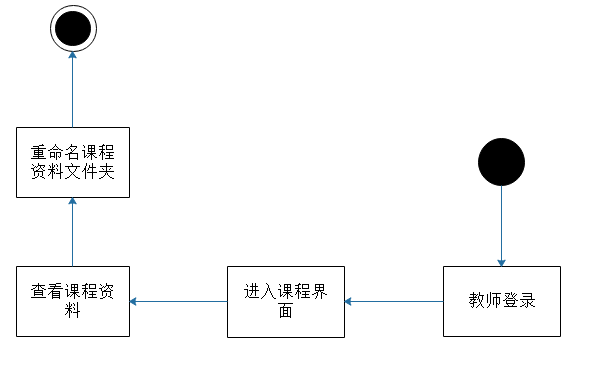 重命名课程
资料文件夹
查看课程资
料
进入课程界
面
教师登录